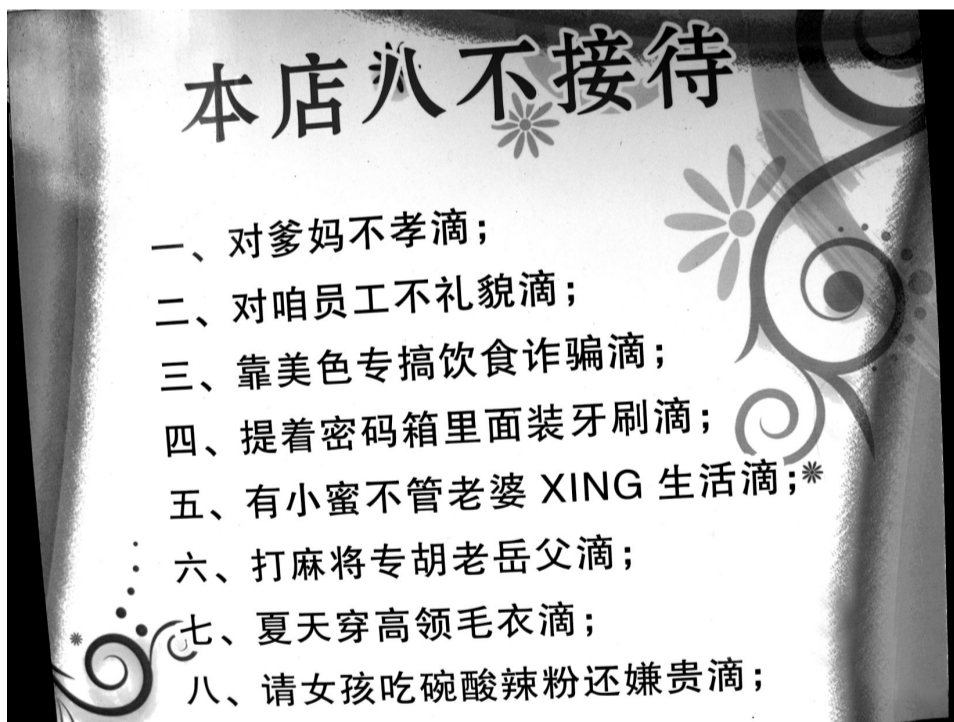 本店八不接待
一、对爹妈不孝滴；
二、对咱员工不礼貌滴；
三、靠美色专搞饮食诈骗滴；
四、提着密码箱里面装牙刷滴；
五、有小蜜不管老婆 XING 生活滴；
六、打麻将专胡老岳父滴；
七、夏天穿高领毛衣滴；
八、请女孩吃碗酸辣粉还嫌贵滴；